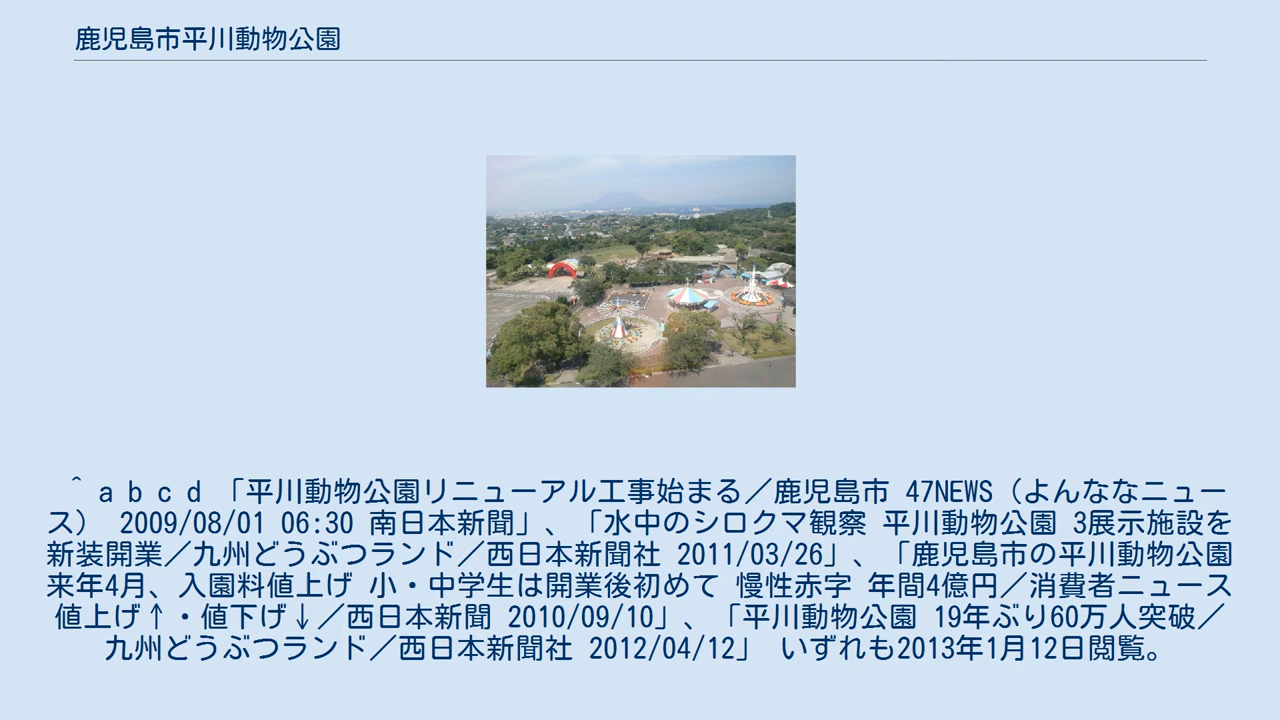 鹿児島市平川動物公園
^ a b c d 「平川動物公園リニューアル工事始まる／鹿児島市 47NEWS（よんななニュー
ス） 2009/08/01 06:30 南日本新聞」、「水中のシロクマ観察 平川動物公園 3展示施設を
新装開業／九州どうぶつランド／西日本新聞社 2011/03/26」、「鹿児島市の平川動物公園
来年4月、入園料値上げ 小・中学生は開業後初めて 慢性赤字 年間4億円／消費者ニュース
値上げ↑・値下げ↓／西日本新聞 2010/09/10」、「平川動物公園 19年ぶり60万人突破／
九州どうぶつランド／西日本新聞社 2012/04/12」 いずれも2013年1月12日閲覧。